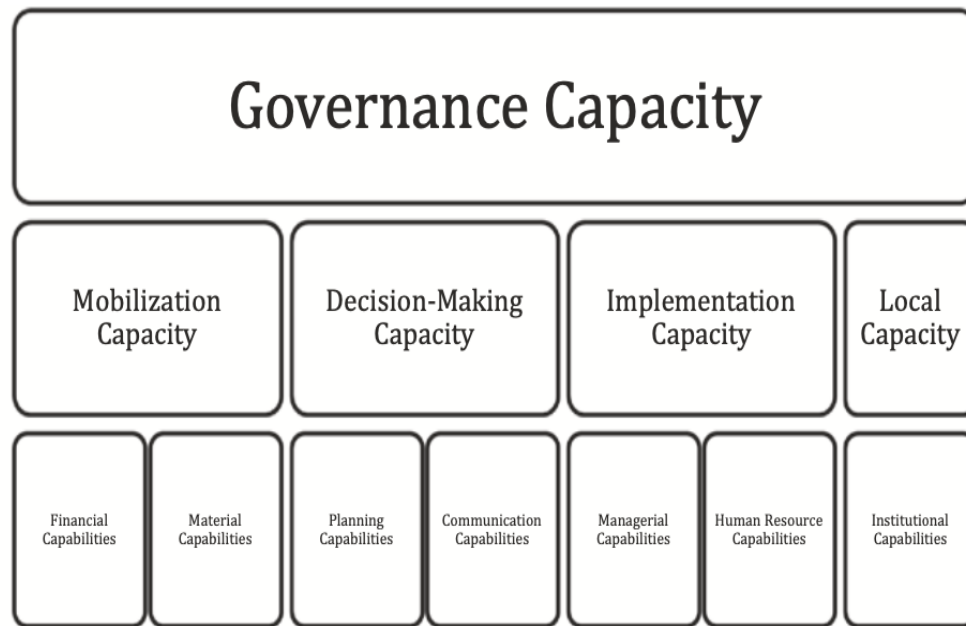 Governance Capacity
Mobilization
Capacity
Decision-Making
Capacity
Implementation
Capacity
Local
Capacity
Financial
Capabilities
Material
Capabilities
Planning
Capabilities
Communication
Capabilities
Managerial
Capabilities
Human Resource
Capabilities
Institutional
Capabilities